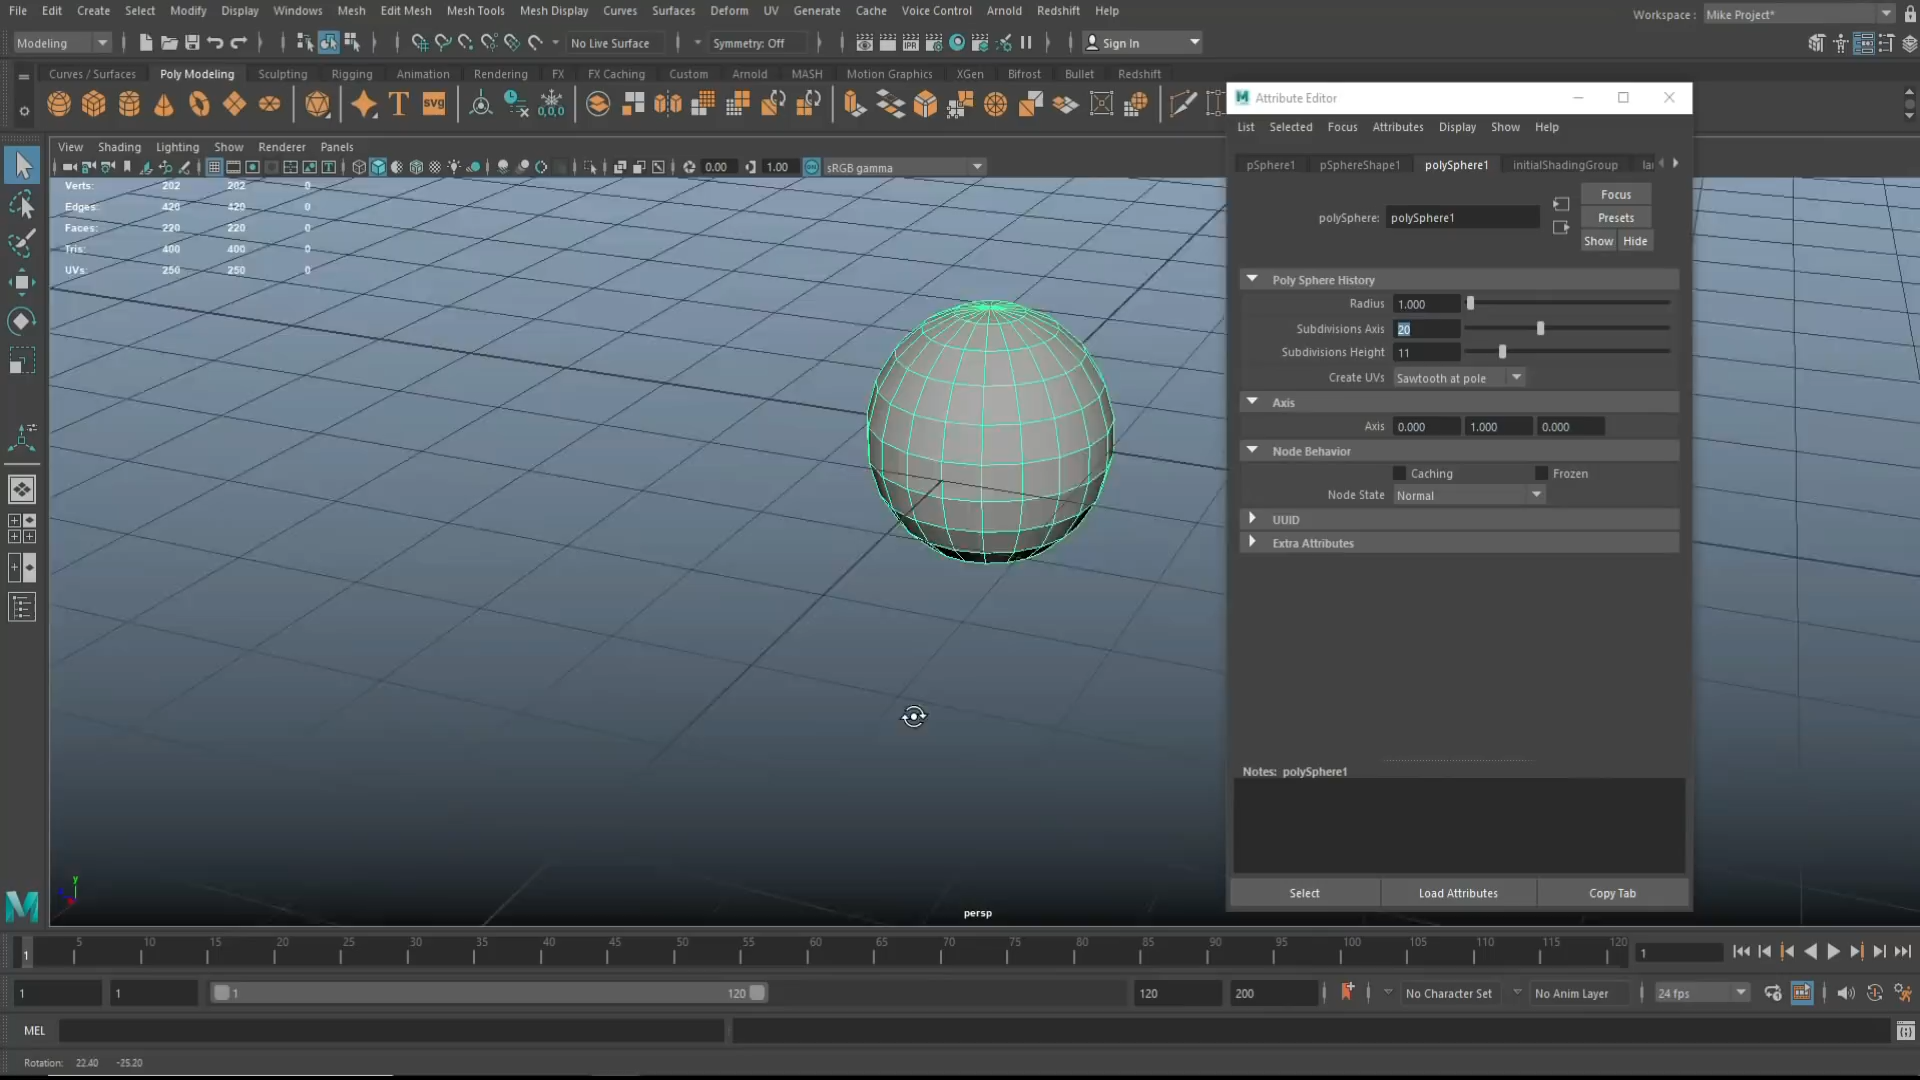 File Edit Create Select Modify Display Windows Mesh Edit Mesh Mesh Tools Mesh Display Curves Surfaces Deform UV Generate Cache Voice Control Arnold Redshift Help
Workspace : Mike Project*
Modeling No Live Surface Symmetry: Off IPR Sign In
Curves / Surfaces Poly Modeling Sculpting Rigging Animation Rendering FX FX Caching Custom Arnold MASH Motion Graphics XGen Bifrost Bullet Redshift
T SVG 0,0,0
View Shading Lighting Show Renderer Panels
0.00 1.00 sRGB gamma
Verts: 202 202 0
Edges: 420 420 0
Faces: 220 220 0
Tris: 400 400 0
UVs: 250 250 0
y
persp
M Attribute Editor
List Selected Focus Attributes Display Show Help
pSphere1 pSphereShape1 polySphere1 initialShadingGroup
Focus
polySphere: polySphere1 Presets
Show Hide
Poly Sphere History
Radius 1.000
Subdivisions Axis 20
Subdivisions Height 11
Create UVs Sawtooth at pole
Axis
Axis 0.000 1.000 0.000
Node Behavior
Caching Frozen
Node State Normal
UUID
Extra Attributes
Notes: polySphere1
Select Load Attributes Copy Tab
M
1 5 10 15 20 25 30 35 40 45 50 55 60 65 70 75 80 85 90 95 100 105 110 115 120 1
1 1 1 120 120 200 No Character Set No Anim Layer 24 fps
MEL
Rotation: 22.40 -25.20